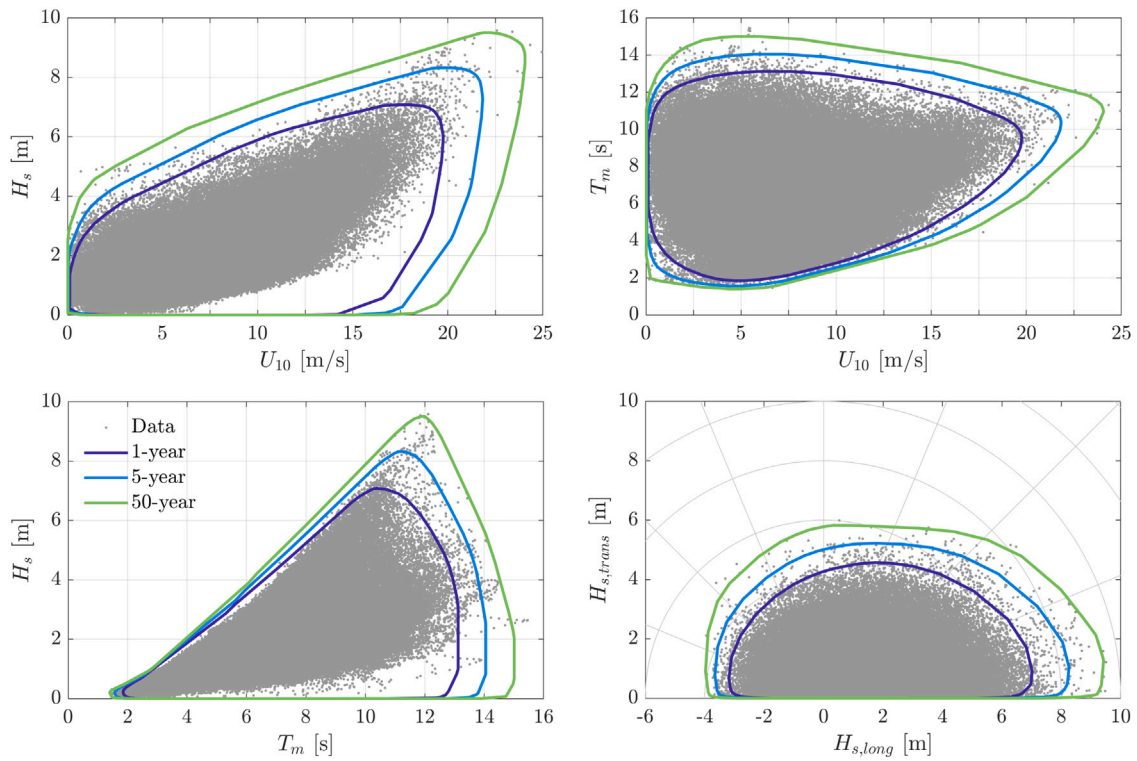 10
8
6
4
2
0
H_s [m]
0 5 10 15 20 25
U_10 [m/s]
16
14
12
10
8
6
4
2
0
T_m [s]
0 5 10 15 20 25
U_10 [m/s]
10
8
6
4
2
0
H_s [m]
Data
1-year
5-year
50-year
0 2 4 6 8 10 12 14 16
T_m [s]
10
8
6
4
2
0
H_s,trans [m]
-6 -4 -2 0 2 4 6 8 10
H_s,long [m]